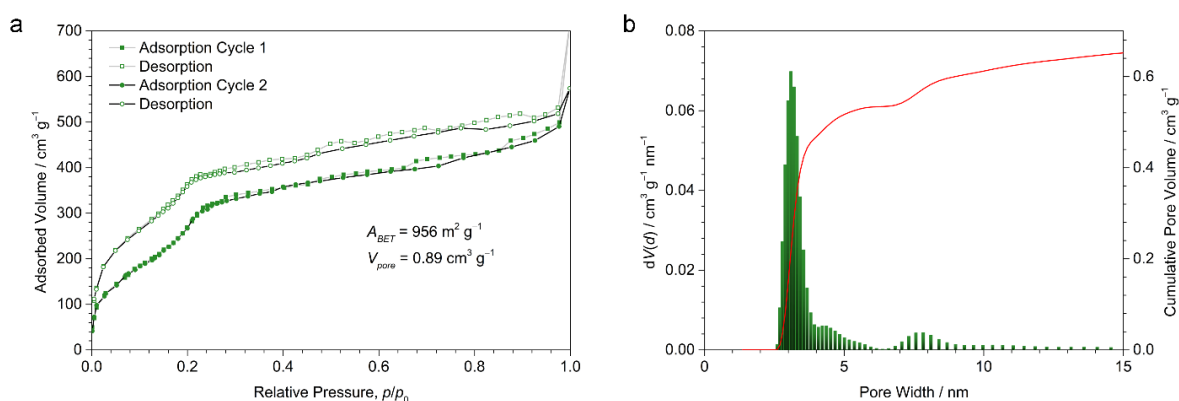 a
700
600
500
400
300
200
100
0
Adsorbed Volume / cm³ g⁻¹
Adsorption Cycle 1
Desorption
Adsorption Cycle 2
Desorption
A_BET = 956 m² g⁻¹
V_pore = 0.89 cm³ g⁻¹
0.0 0.2 0.4 0.6 0.8 1.0
Relative Pressure, p/p₀
b
0.08
0.06
0.04
0.02
0.00
dV(d) / cm³ g⁻¹ nm⁻¹
0.6
0.4
0.2
0.0
Cumulative Pore Volume / cm³ g⁻¹
0 5 10 15
Pore Width / nm